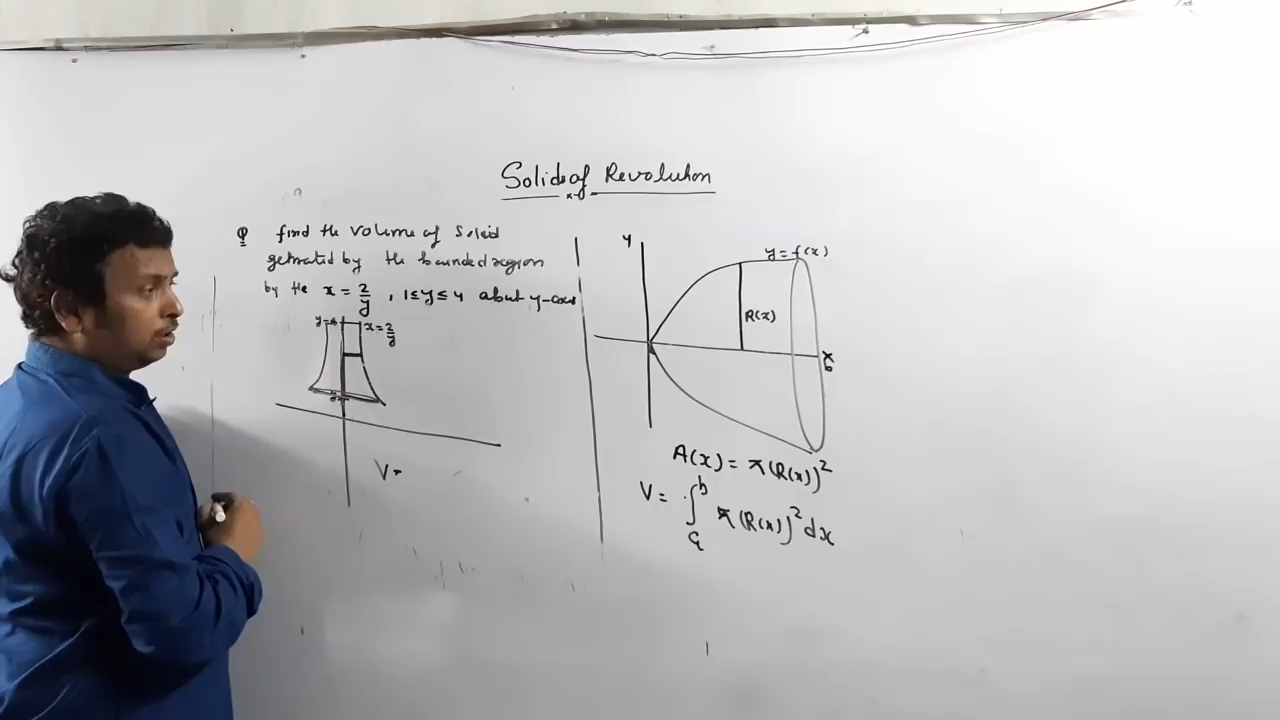 Solids of Revolution
Q find the volume of Solid
genrated by the bounded region
by the x = 2/y , 1≤y≤4 about y-axis
y=4
x=2/y
V=
y
y=f(x)
R(x)
x
b
A(x) = π(R(x))²
V = ∫ₐᵇ π(R(x))² dx